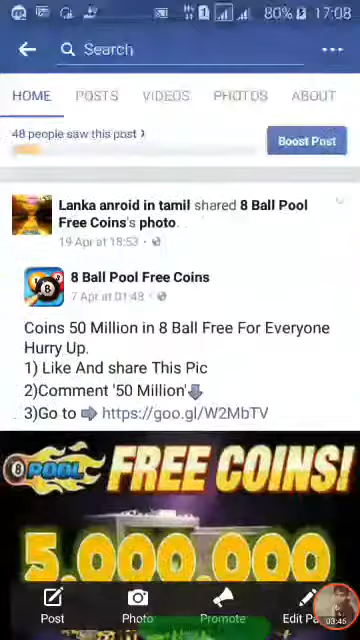 80% 17:08
Search
HOME POSTS VIDEOS PHOTOS ABOUT
48 people saw this post
Boost Post
Lanka anroid in tamil shared 8 Ball Pool
Free Coins's photo.
19 Apr at 18:53
8 Ball Pool Free Coins
7 Apr at 01:48
Coins 50 Million in 8 Ball Free For Everyone
Hurry Up.
1) Like And share This Pic
2)Comment '50 Million'
3)Go to https://goo.gl/W2MbTV
8 POOL FREE COINS!
5,000,000
Post Photo Promote Edit Pa
03:45